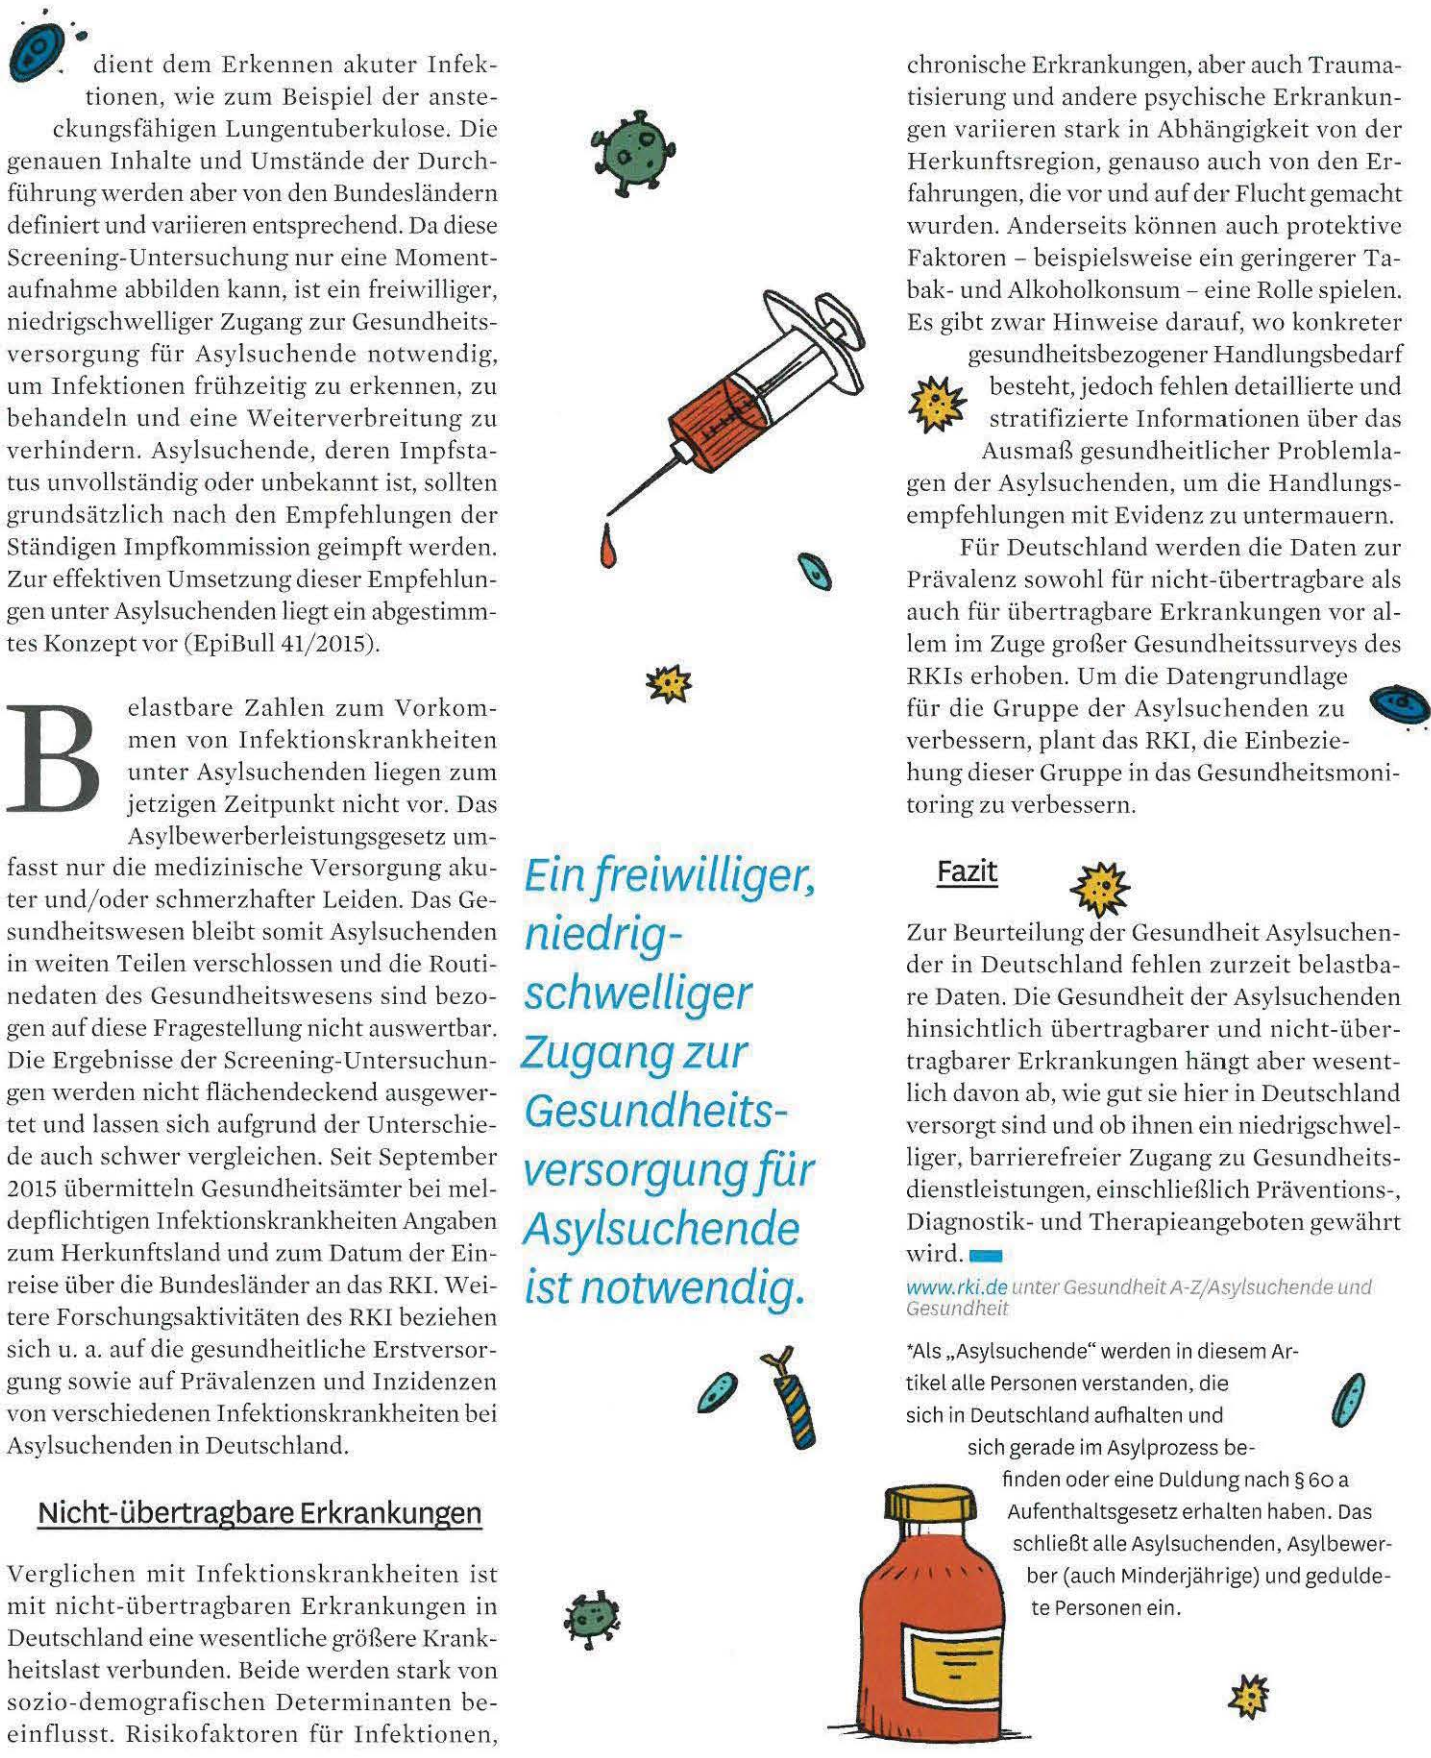 dient dem Erkennen akuter Infek-
tionen, wie zum Beispiel der anste-
ckungsfähigen Lungentuberkulose. Die
genauen Inhalte und Umstände der Durch-
führung werden aber von den Bundesländern
definiert und variieren entsprechend. Da diese
Screening-Untersuchung nur eine Moment-
aufnahme abbilden kann, ist ein freiwilliger,
niedrigschwelliger Zugang zur Gesundheits-
versorgung für Asylsuchende notwendig,
um Infektionen frühzeitig zu erkennen, zu
behandeln und eine Weiterverbreitung zu
verhindern. Asylsuchende, deren Impfsta-
tus unvollständig oder unbekannt ist, sollten
grundsätzlich nach den Empfehlungen der
Ständigen Impfkommission geimpft werden.
Zur effektiven Umsetzung dieser Empfehlun-
gen unter Asylsuchenden liegt ein abgestimm-
tes Konzept vor (EpiBull 41/2015).
Belastbare Zahlen zum Vorkom-
men von Infektionskrankheiten
unter Asylsuchenden liegen zum
jetzigen Zeitpunkt nicht vor. Das
Asylbewerberleistungsgesetz um-
fasst nur die medizinische Versorgung aku-
ter und/oder schmerzhafter Leiden. Das Ge-
sundheitswesen bleibt somit Asylsuchenden
in weiten Teilen verschlossen und die Routi-
nedaten des Gesundheitswesens sind bezo-
gen auf diese Fragestellung nicht auswertbar.
Die Ergebnisse der Screening-Untersuchun-
gen werden nicht flächendeckend ausgewer-
tet und lassen sich aufgrund der Unterschie-
de auch schwer vergleichen. Seit September
2015 übermitteln Gesundheitsämter bei mel-
depflichtigen Infektionskrankheiten Angaben
zum Herkunftsland und zum Datum der Ein-
reise über die Bundesländer an das RKI. Wei-
tere Forschungsaktivitäten des RKI beziehen
sich u. a. auf die gesundheitliche Erstversor-
gung sowie auf Prävalenzen und Inzidenzen
von verschiedenen Infektionskrankheiten bei
Asylsuchenden in Deutschland.
Nicht-übertragbare Erkrankungen
Verglichen mit Infektionskrankheiten ist
mit nicht-übertragbaren Erkrankungen in
Deutschland eine wesentliche größere Krank-
heitslast verbunden. Beide werden stark von
sozio-demografischen Determinanten be-
einflusst. Risikofaktoren für Infektionen,
Ein freiwilliger,
niedrig-
schwelliger
Zugang zur
Gesundheits-
versorgung für
Asylsuchende
ist notwendig.
chronische Erkrankungen, aber auch Trauma-
tisierung und andere psychische Erkrankun-
gen variieren stark in Abhängigkeit von der
Herkunftsregion, genauso auch von den Er-
fahrungen, die vor und auf der Flucht gemacht
wurden. Anderseits können auch protektive
Faktoren – beispielsweise ein geringerer Ta-
bak- und Alkoholkonsum – eine Rolle spielen.
Es gibt zwar Hinweise darauf, wo konkreter
gesundheitsbezogener Handlungsbedarf
besteht, jedoch fehlen detaillierte und
stratifizierte Informationen über das
Ausmaß gesundheitlicher Problemla-
gen der Asylsuchenden, um die Handlungs-
empfehlungen mit Evidenz zu untermauern.
Für Deutschland werden die Daten zur
Prävalenz sowohl für nicht-übertragbare als
auch für übertragbare Erkrankungen vor al-
lem im Zuge großer Gesundheitssurveys des
RKIs erhoben. Um die Datengrundlage
für die Gruppe der Asylsuchenden zu
verbessern, plant das RKI, die Einbezie-
hung dieser Gruppe in das Gesundheitsmoni-
toring zu verbessern.
Fazit
Zur Beurteilung der Gesundheit Asylsuchen-
der in Deutschland fehlen zurzeit belastba-
re Daten. Die Gesundheit der Asylsuchenden
hinsichtlich übertragbarer und nicht-über-
tragbarer Erkrankungen hängt aber wesent-
lich davon ab, wie gut sie hier in Deutschland
versorgt sind und ob ihnen ein niedrigschwel-
liger, barrierefreier Zugang zu Gesundheits-
dienstleistungen, einschließlich Präventions-,
Diagnostik- und Therapieangeboten gewährt
wird.
www.rki.de unter Gesundheit A-Z/Asylsuchende und
Gesundheit
*Als „Asylsuchende“ werden in diesem Ar-
tikel alle Personen verstanden, die
sich in Deutschland aufhalten und
sich gerade im Asylprozess be-
finden oder eine Duldung nach § 60 a
Aufenthaltsgesetz erhalten haben. Das
schließt alle Asylsuchenden, Asylbewer-
ber (auch Minderjährige) und gedulde-
te Personen ein.